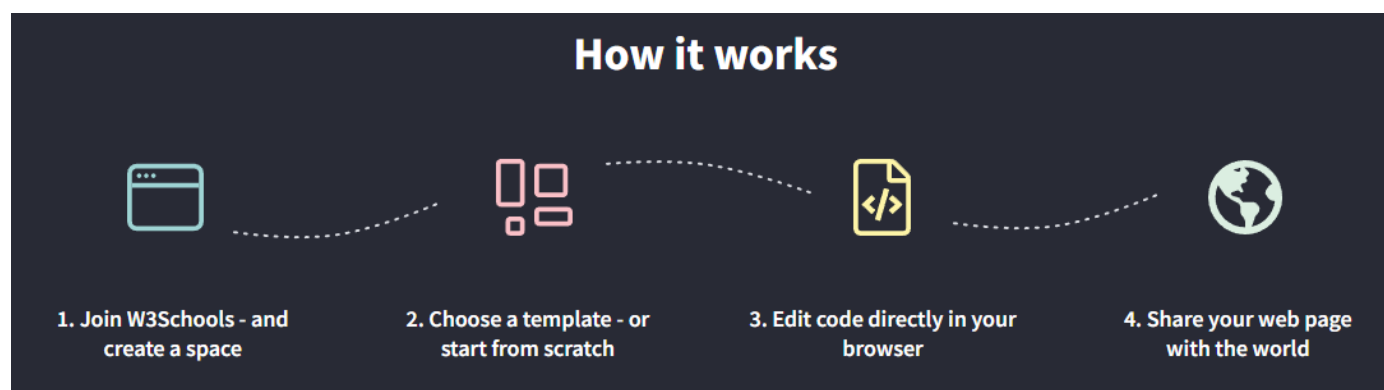 How it works
1. Join W3Schools - and
create a space
2. Choose a template - or
start from scratch
3. Edit code directly in your
browser
4. Share your web page
with the world